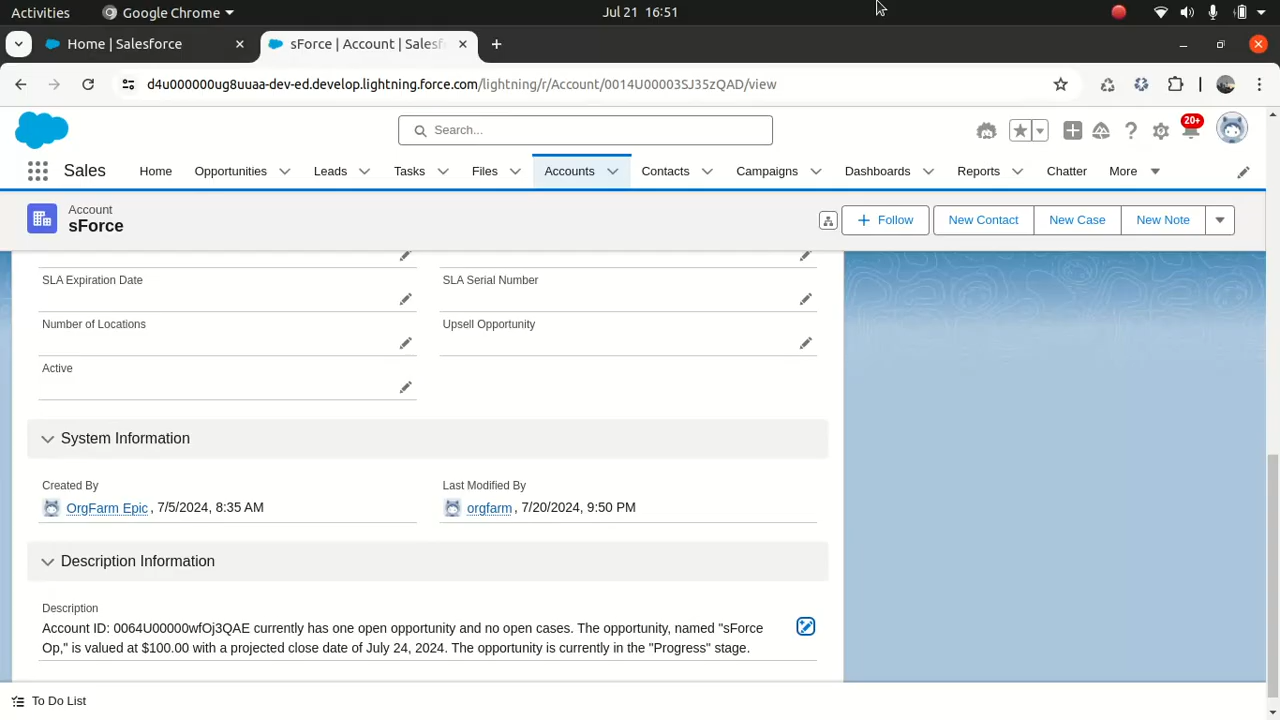 Activities
Google Chrome
Jul 21 16:51
Home | Salesforce
sForce | Account | Salesf
d4u000000ug8uuaa-dev-ed.develop.lightning.force.com/lightning/r/Account/0014U00003SJ35zQAD/view
Search...
20+
Sales
Home
Opportunities
Leads
Tasks
Files
Accounts
Contacts
Campaigns
Dashboards
Reports
Chatter
More
Account
sForce
Follow
New Contact
New Case
New Note
SLA Expiration Date
SLA Serial Number
Number of Locations
Upsell Opportunity
Active
System Information
Created By
OrgFarm Epic, 7/5/2024, 8:35 AM
Last Modified By
orgfarm, 7/20/2024, 9:50 PM
Description Information
Description
Account ID: 0064U00000wfOj3QAE currently has one open opportunity and no open cases. The opportunity, named "sForce
Op," is valued at $100.00 with a projected close date of July 24, 2024. The opportunity is currently in the "Progress" stage.
To Do List